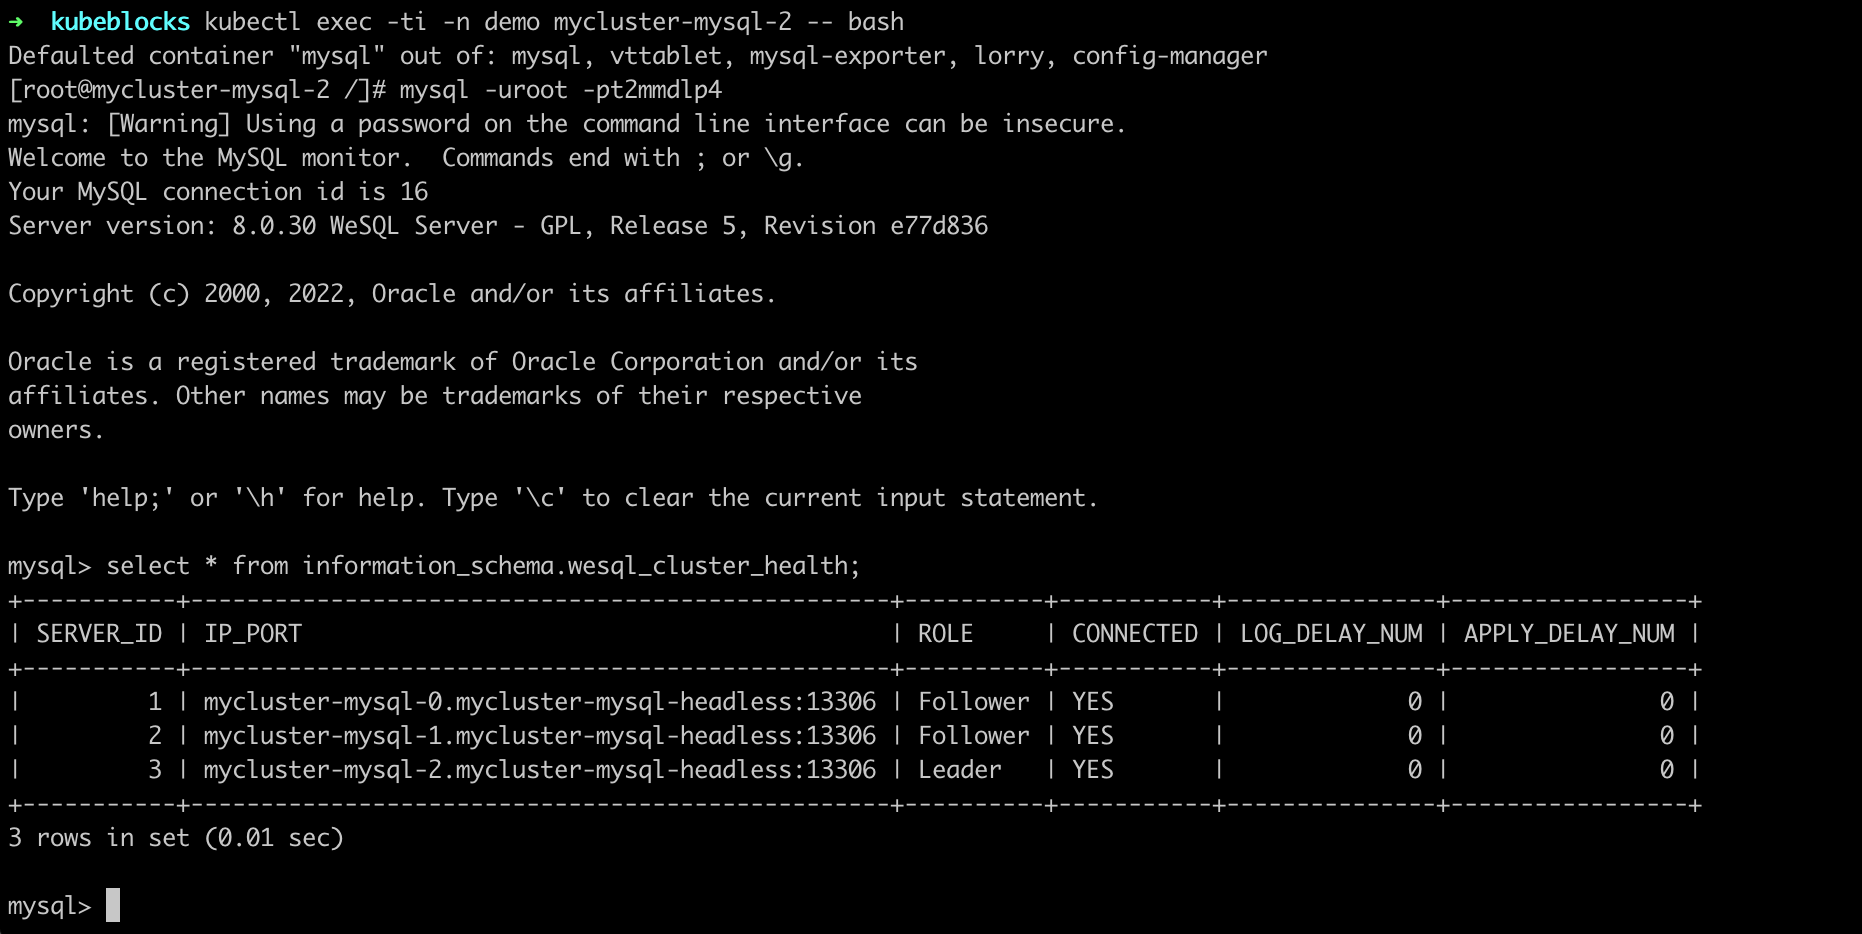 →  kubeblocks kubectl exec -ti -n demo mycluster-mysql-2 -- bash
Defaulted container "mysql" out of: mysql, vttablet, mysql-exporter, lorry, config-manager
[root@mycluster-mysql-2 /]# mysql -uroot -pt2mmdlp4
mysql: [Warning] Using a password on the command line interface can be insecure.
Welcome to the MySQL monitor.  Commands end with ; or \g.
Your MySQL connection id is 16
Server version: 8.0.30 WeSQL Server - GPL, Release 5, Revision e77d836

Copyright (c) 2000, 2022, Oracle and/or its affiliates.

Oracle is a registered trademark of Oracle Corporation and/or its
affiliates. Other names may be trademarks of their respective
owners.

Type 'help;' or '\h' for help. Type '\c' to clear the current input statement.

mysql> select * from information_schema.wesql_cluster_health;
+-----------+--------------------------------------------------+----------+-----------+---------------+-----------------+
| SERVER_ID | IP_PORT                                          | ROLE     | CONNECTED | LOG_DELAY_NUM | APPLY_DELAY_NUM |
+-----------+--------------------------------------------------+----------+-----------+---------------+-----------------+
|         1 | mycluster-mysql-0.mycluster-mysql-headless:13306 | Follower | YES       |             0 |               0 |
|         2 | mycluster-mysql-1.mycluster-mysql-headless:13306 | Follower | YES       |             0 |               0 |
|         3 | mycluster-mysql-2.mycluster-mysql-headless:13306 | Leader   | YES       |             0 |               0 |
+-----------+--------------------------------------------------+----------+-----------+---------------+-----------------+
3 rows in set (0.01 sec)

mysql>